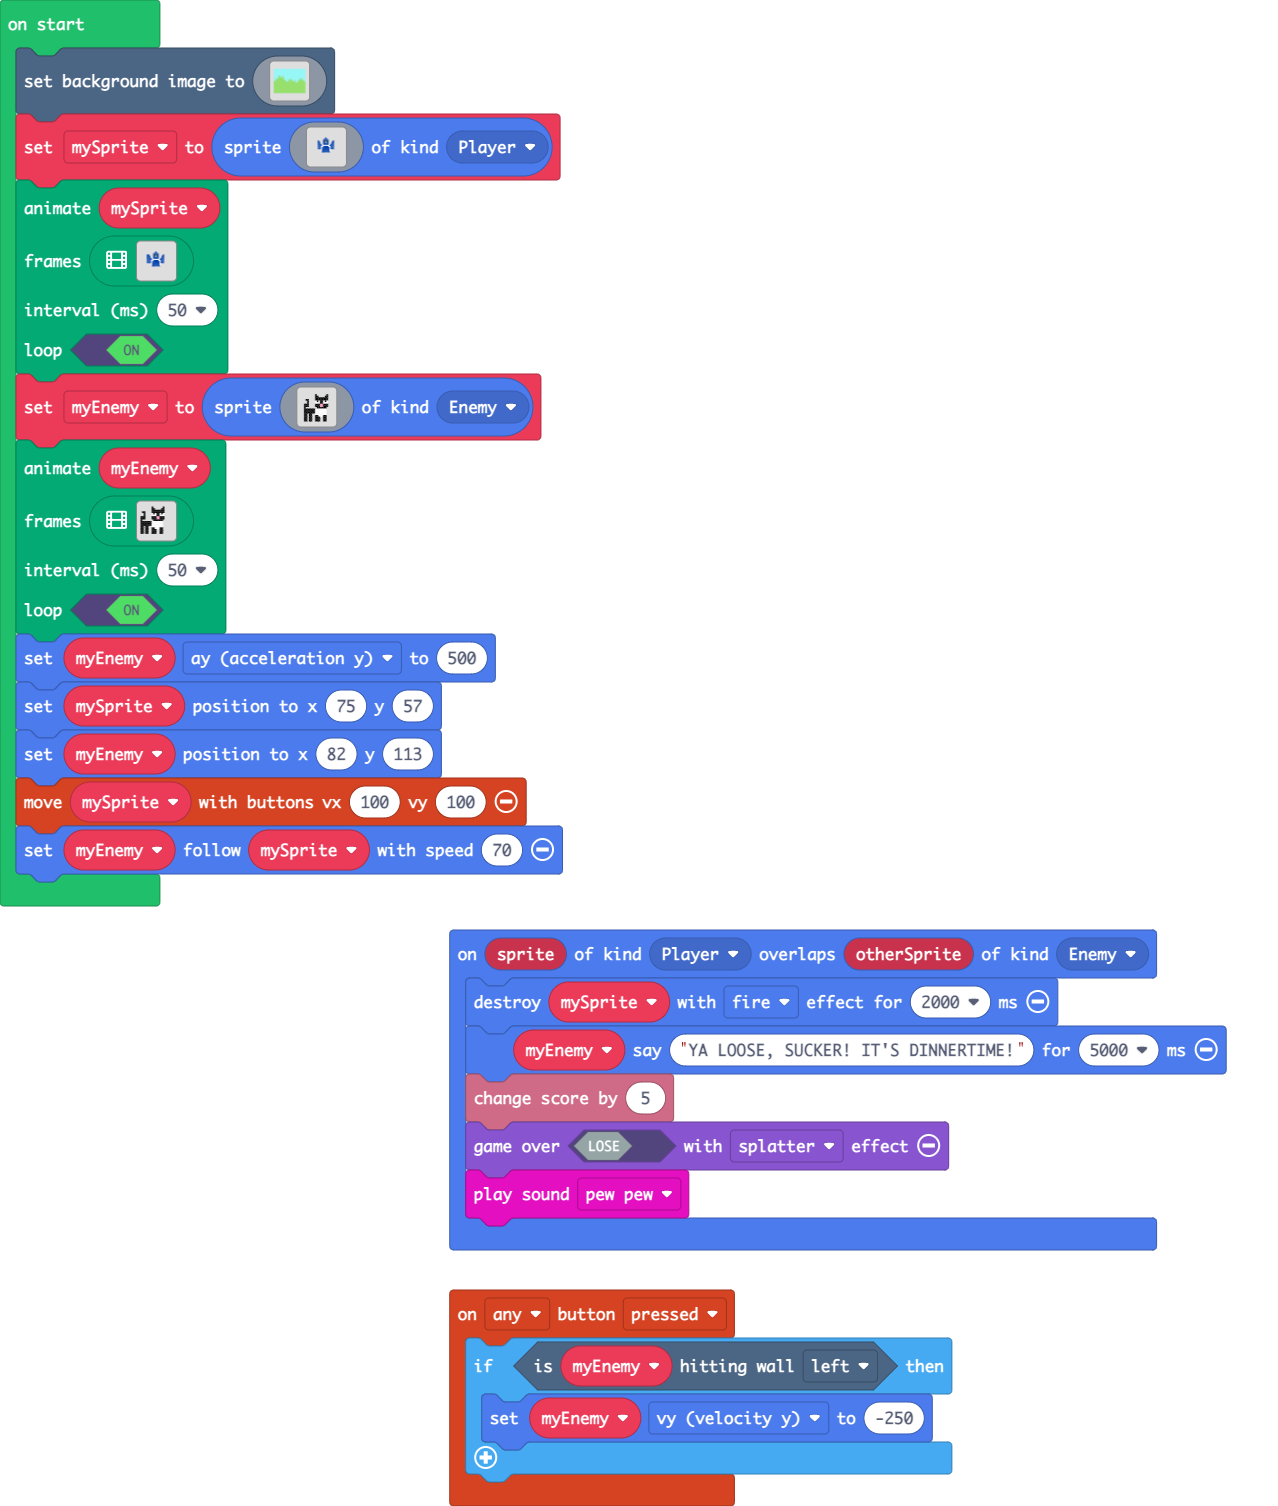 on start
set background image to
set mySprite to sprite of kind Player
animate mySprite
frames
interval (ms) 50
loop ON
set myEnemy to sprite of kind Enemy
animate myEnemy
frames
interval (ms) 50
loop ON
set myEnemy ay (acceleration y) to 500
set mySprite position to x 75 y 57
set myEnemy position to x 82 y 113
move mySprite with buttons vx 100 vy 100
set myEnemy follow mySprite with speed 70
on sprite of kind Player overlaps otherSprite of kind Enemy
destroy mySprite with fire effect for 2000 ms
myEnemy say "YA LOOSE, SUCKER! IT'S DINNERTIME!" for 5000 ms
change score by 5
game over LOSE with splatter effect
play sound pew pew
on any button pressed
if is myEnemy hitting wall left then
set myEnemy vy (velocity y) to -250